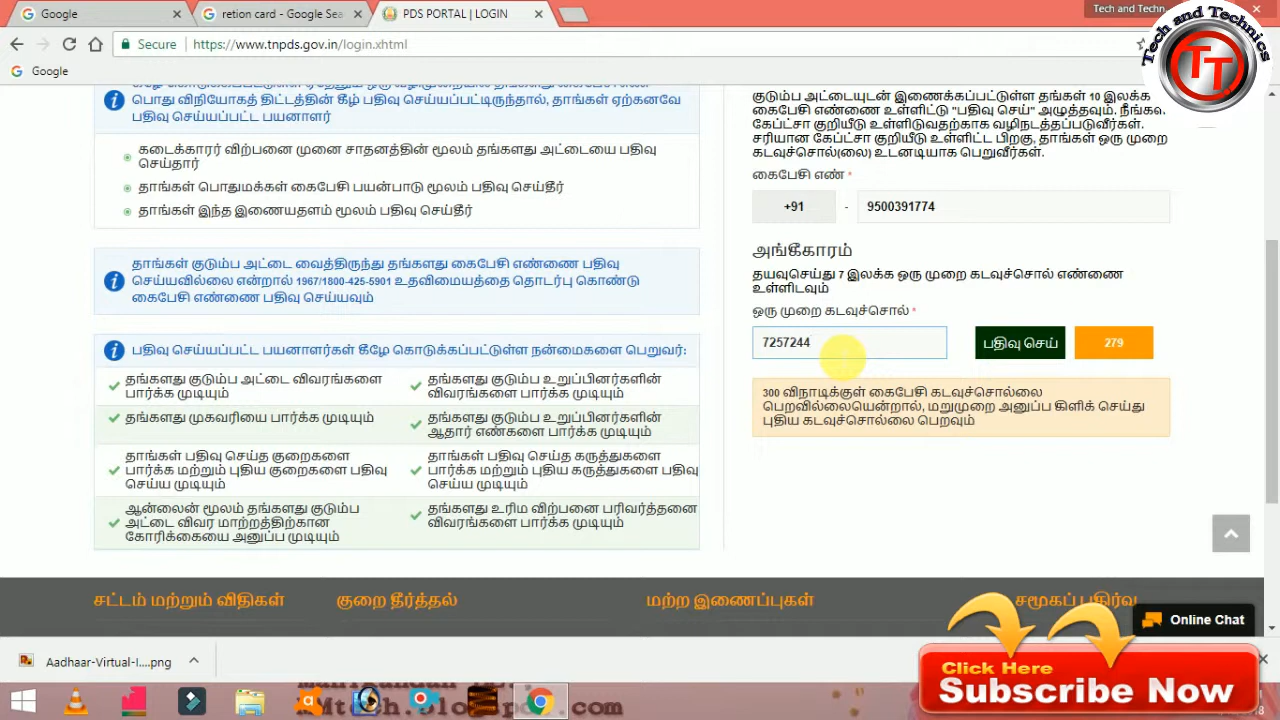 Google
retion card - Google Sea
PDS PORTAL | LOGIN
Tech and Techn
Tech and Technics
TT
Secure
https://www.tnpds.gov.in/login.xhtml
Google
பொது விநியோகத் திட்டத்தின் கீழ் பதிவு செய்யப்பட்டிருந்தால், தாங்கள் ஏற்கனவே
பதிவு செய்யப்பட்ட பயனாளர்
கடைக்காரர் விற்பனை முனை சாதனத்தின் மூலம் தங்களது அட்டையை பதிவு
செய்தார்
தாங்கள் பொதுமக்கள் கைபேசி பயன்பாடு மூலம் பதிவு செய்தீர்
தாங்கள் இந்த இணையதளம் மூலம் பதிவு செய்தீர்
தாங்கள் குடும்ப அட்டை வைத்திருந்து தங்களது கைபேசி எண்ணை பதிவு
செய்யவில்லை என்றால் 1967/1800-425-5901 உதவிமையத்தை தொடர்பு கொண்டு
கைபேசி எண்ணை பதிவு செய்யவும்
பதிவு செய்யப்பட்ட பயனாளர்கள் கீழே கொடுக்கப்பட்டுள்ள நன்மைகளை பெறுவர்:
தங்களது குடும்ப அட்டை விவரங்களை
பார்க்க முடியும்
தங்களது குடும்ப உறுப்பினர்களின்
விவரங்களை பார்க்க முடியும்
தங்களது முகவரியை பார்க்க முடியும்
தங்களது குடும்ப உறுப்பினர்களின்
ஆதார் எண்களை பார்க்க முடியும்
தாங்கள் பதிவு செய்த குறைகளை
பார்க்க மற்றும் புதிய குறைகளை பதிவு
செய்ய முடியும்
தாங்கள் பதிவு செய்த கருத்துகளை
பார்க்க மற்றும் புதிய கருத்துகளை பதிவு
செய்ய முடியும்
ஆன்லைன் மூலம் தங்களது குடும்ப
அட்டை விவர மாற்றத்திற்கான
கோரிக்கையை அனுப்ப முடியும்
தங்களது உரிம விற்பனை பரிவர்த்தனை
விவரங்களை பார்க்க முடியும்
குடும்ப அட்டையுடன் இணைக்கப்பட்டுள்ள தங்கள் 10 இலக்க
கைபேசி எண்ணை உள்ளிட்டு "பதிவு செய்" அழுத்தவும். நீங்கள்
கேப்ட்சா குறியீடு உள்ளிடுவதற்காக வழிநடத்தப்படுவீர்கள்.
சரியான கேப்ட்சா குறியீடு உள்ளிட்ட பிறகு, தாங்கள் ஒரு முறை
கடவுச்சொல்(லை) உடனடியாக பெறுவீர்கள்.
கைபேசி எண் *
+91 - 9500391774
அங்கீகாரம்
தயவுசெய்து 7 இலக்க ஒரு முறை கடவுச்சொல் எண்ணை
உள்ளிடவும்
ஒரு முறை கடவுச்சொல் *
7257244
பதிவு செய்
279
300 விநாடிக்குள் கைபேசி கடவுச்சொல்லை
பெறவில்லையென்றால், மறுமுறை அனுப்ப கிளிக் செய்து
புதிய கடவுச்சொல்லை பெறவும்
சட்டம் மற்றும் விதிகள்
குறை தீர்த்தல்
மற்ற இணைப்புகள்
சமூகப் பதிர்வு
Online Chat
Aadhaar-Virtual-I....png
Click Here
Subscribe Now